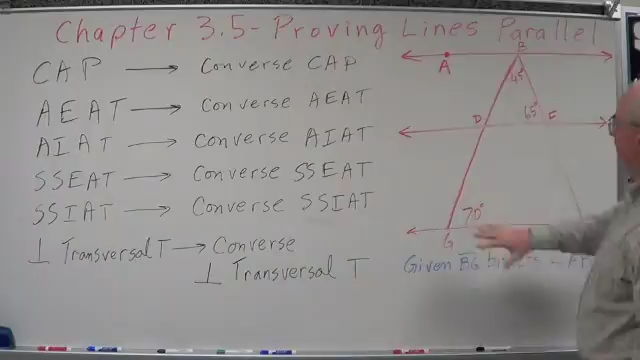 Chapter 3.5 - Proving Lines Parallel
CAP → Converse CAP
AEAT → Converse AEAT
AIAT → Converse AIAT
SSEAT → Converse SSEAT
SSIAT → Converse SSIAT
⊥ Transversal T → Converse
⊥ Transversal T
B
A
45°
D
65°
70°
G
Given BG